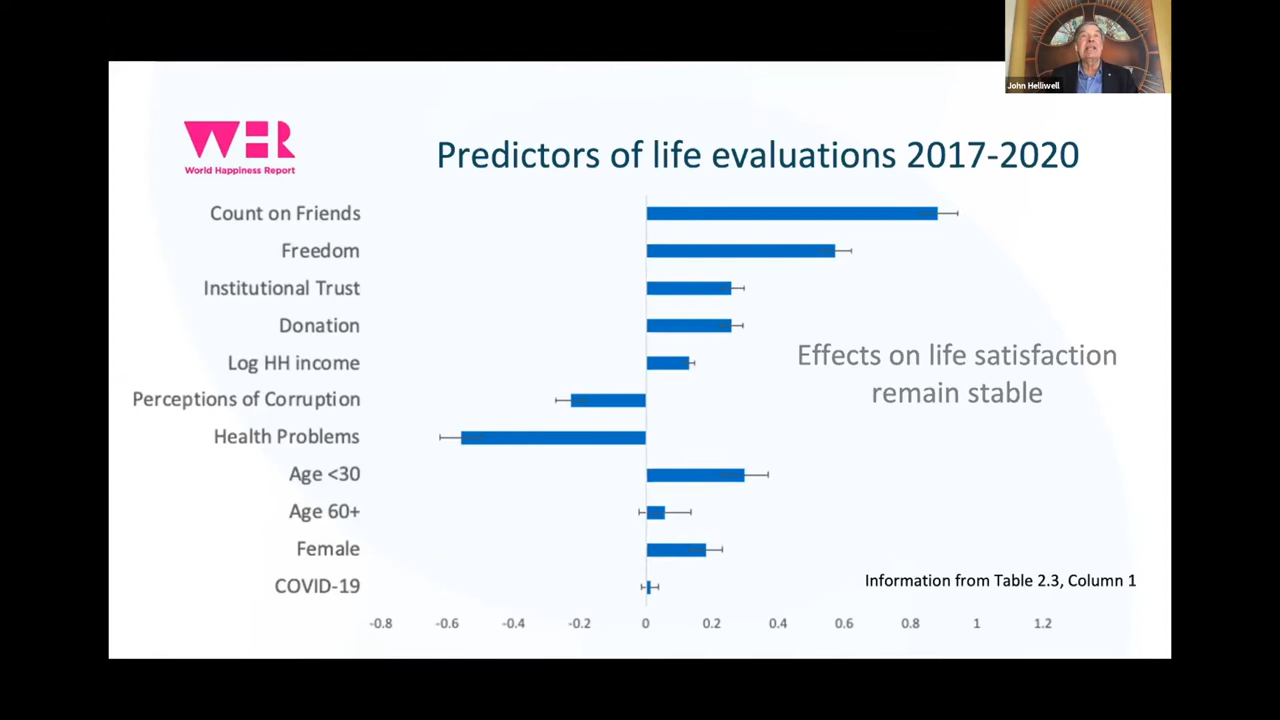 John Helliwell
WHR
World Happiness Report
Predictors of life evaluations 2017-2020
Count on Friends
Freedom
Institutional Trust
Donation
Log HH income
Perceptions of Corruption
Health Problems
Age <30
Age 60+
Female
COVID-19
Effects on life satisfaction
remain stable
Information from Table 2.3, Column 1
-0.8 -0.6 -0.4 -0.2 0 0.2 0.4 0.6 0.8 1 1.2